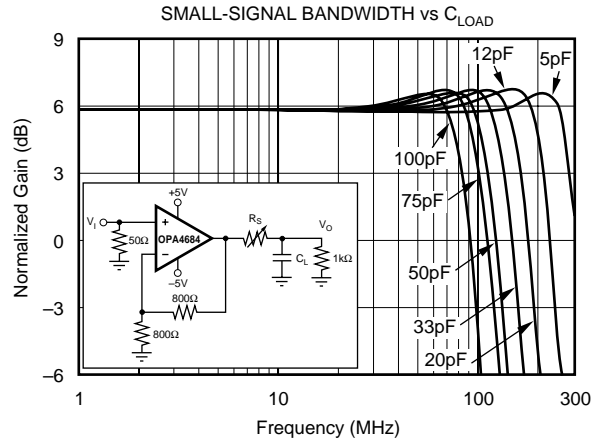 SMALL-SIGNAL BANDWIDTH vs CLOAD
9
6
3
0
–3
–6
Normalized Gain (dB)
12pF
5pF
100pF
75pF
50pF
33pF
20pF
+5V
VI
+
OPA4684
–
50Ω
–5V
RS
VO
CL
1kΩ
800Ω
800Ω
1
10
100
300
Frequency (MHz)